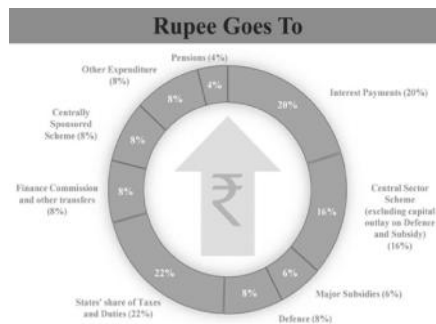 Rupee Goes To
Pensions (4%)
Other Expenditure
(8%)
Interest Payments (20%)
4%
8%
20%
Centrally
Sponsored
Scheme (8%)
8%
Finance Commission
and other transfers
(8%)
8%
₹
16%
Central Sector
Scheme
(excluding capital
outlay on Defence
and Subsidy)
(16%)
22%
8%
6%
Major Subsidies (6%)
States' share of Taxes
and Duties (22%)
Defence (8%)